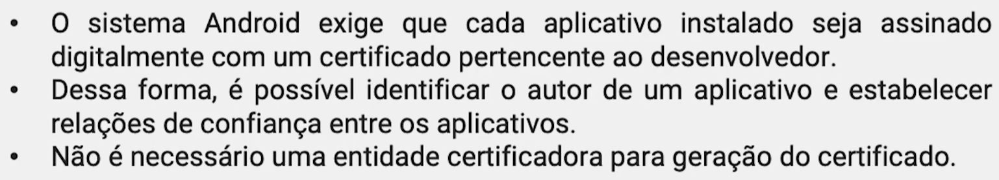 • O sistema Android exige que cada aplicativo instalado seja assinado
digitalmente com um certificado pertencente ao desenvolvedor.
• Dessa forma, é possível identificar o autor de um aplicativo e estabelecer
relações de confiança entre os aplicativos.
• Não é necessário uma entidade certificadora para geração do certificado.